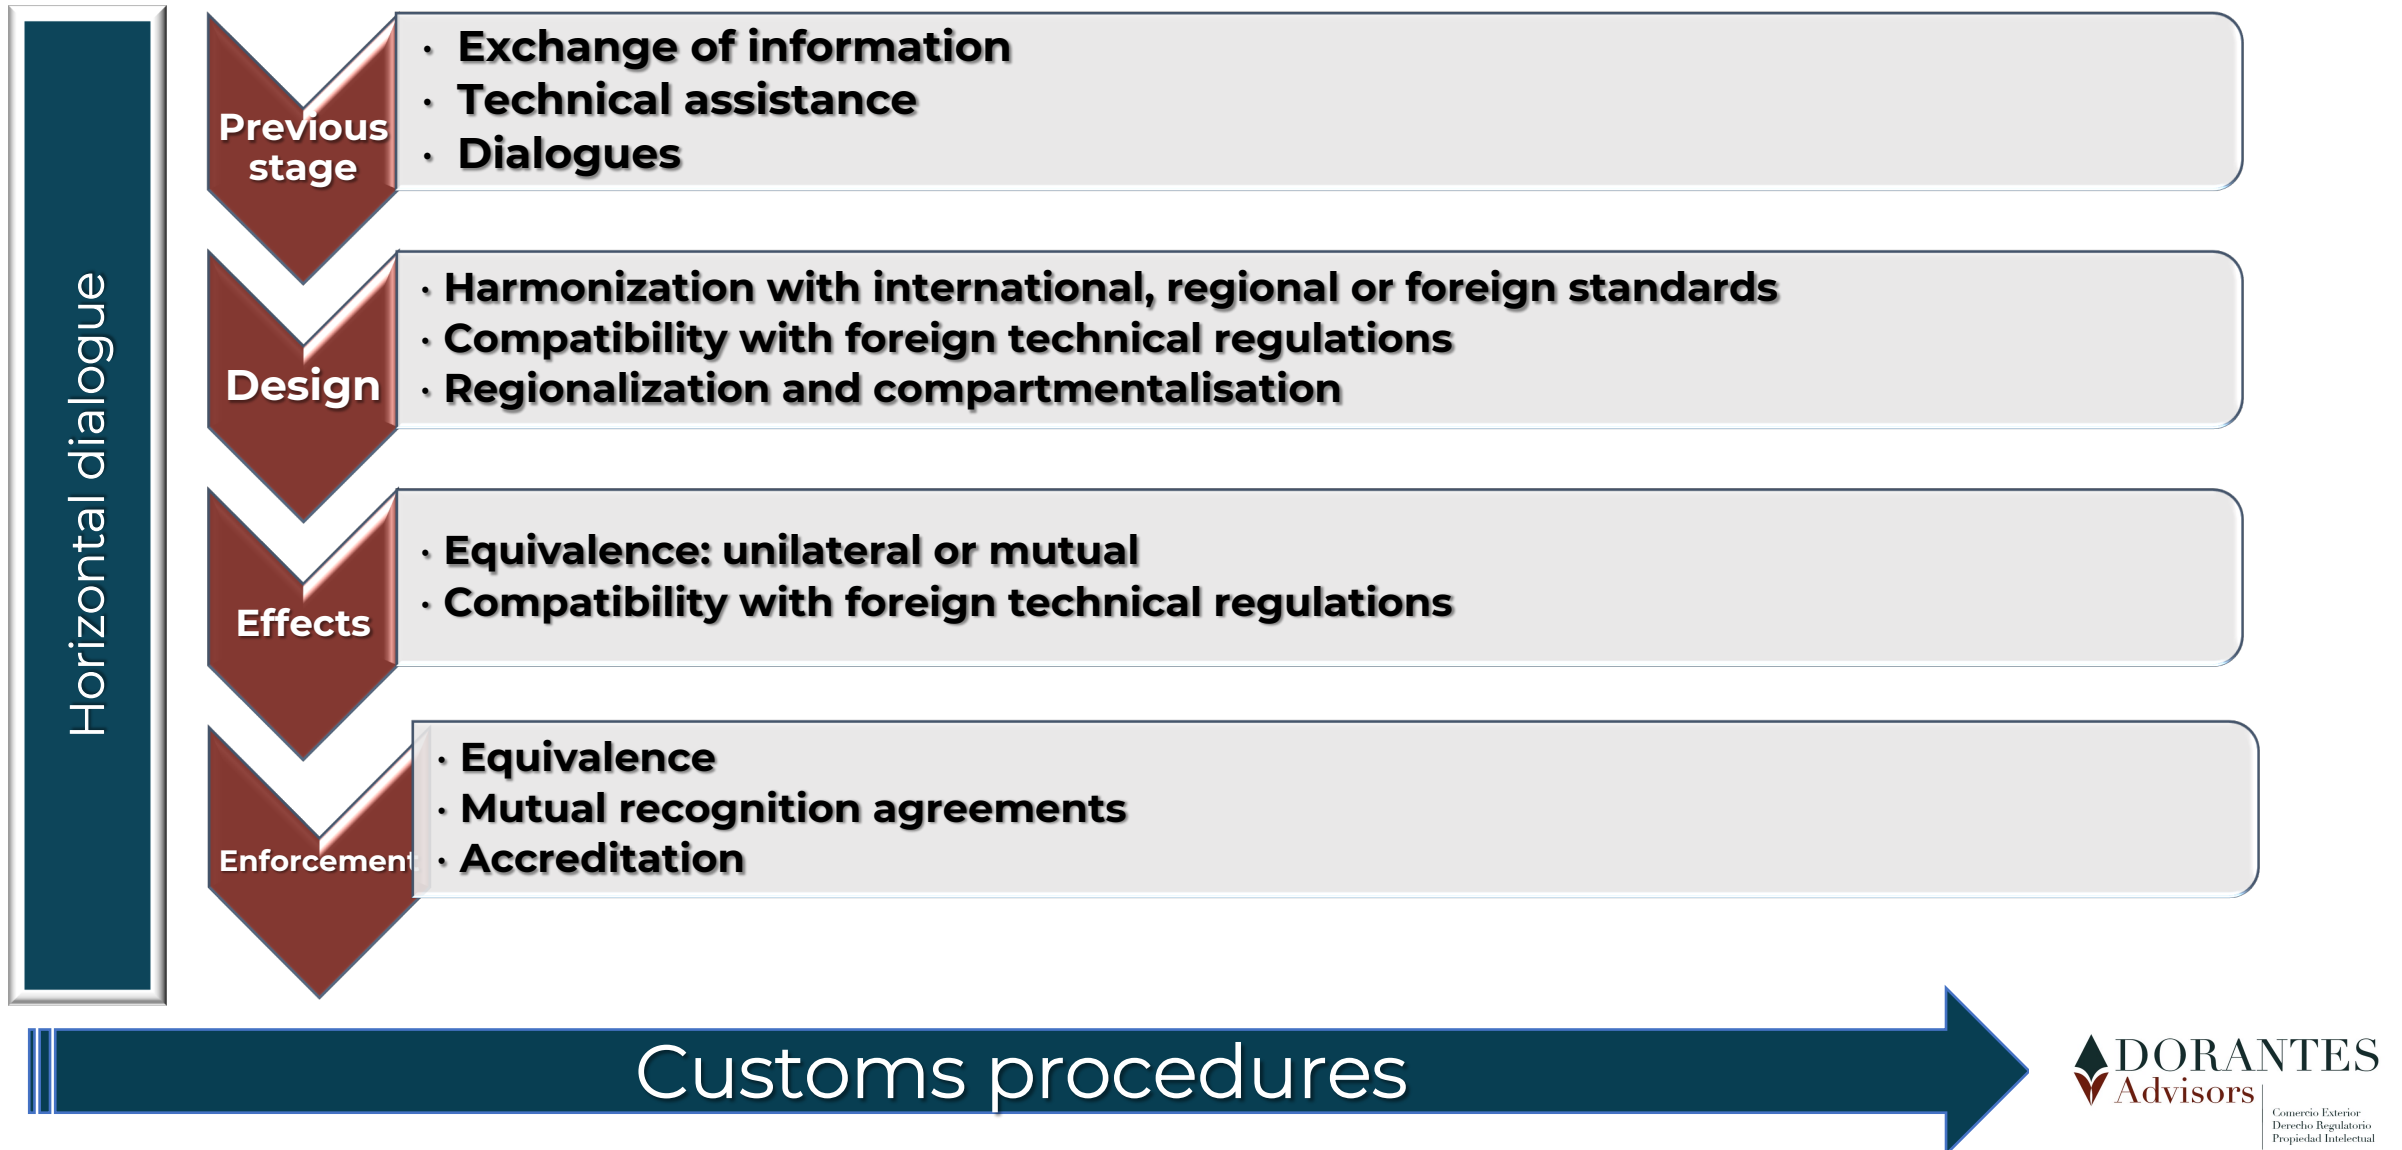 Horizontal dialogue
Previous
stage
· Exchange of information
· Technical assistance
· Dialogues
Design
· Harmonization with international, regional or foreign standards
· Compatibility with foreign technical regulations
· Regionalization and compartmentalisation
Effects
· Equivalence: unilateral or mutual
· Compatibility with foreign technical regulations
Enforcement
· Equivalence
· Mutual recognition agreements
· Accreditation
Customs procedures
DORANTES
Advisors
Comercio Exterior
Derecho Regulatorio
Propiedad Intelectual